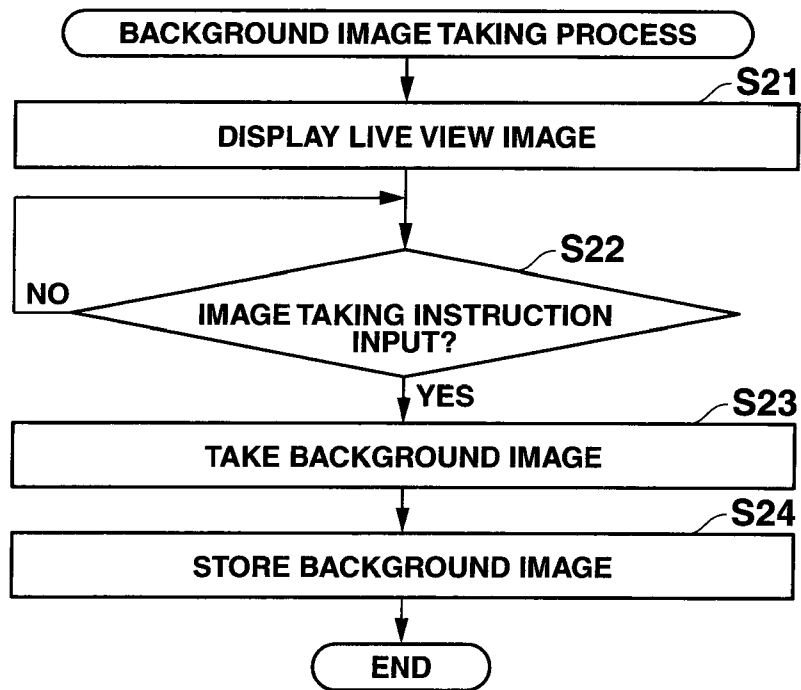 BACKGROUND IMAGE TAKING PROCESS
S21
DISPLAY LIVE VIEW IMAGE
S22
NO
IMAGE TAKING INSTRUCTION
INPUT?
YES
S23
TAKE BACKGROUND IMAGE
S24
STORE BACKGROUND IMAGE
END